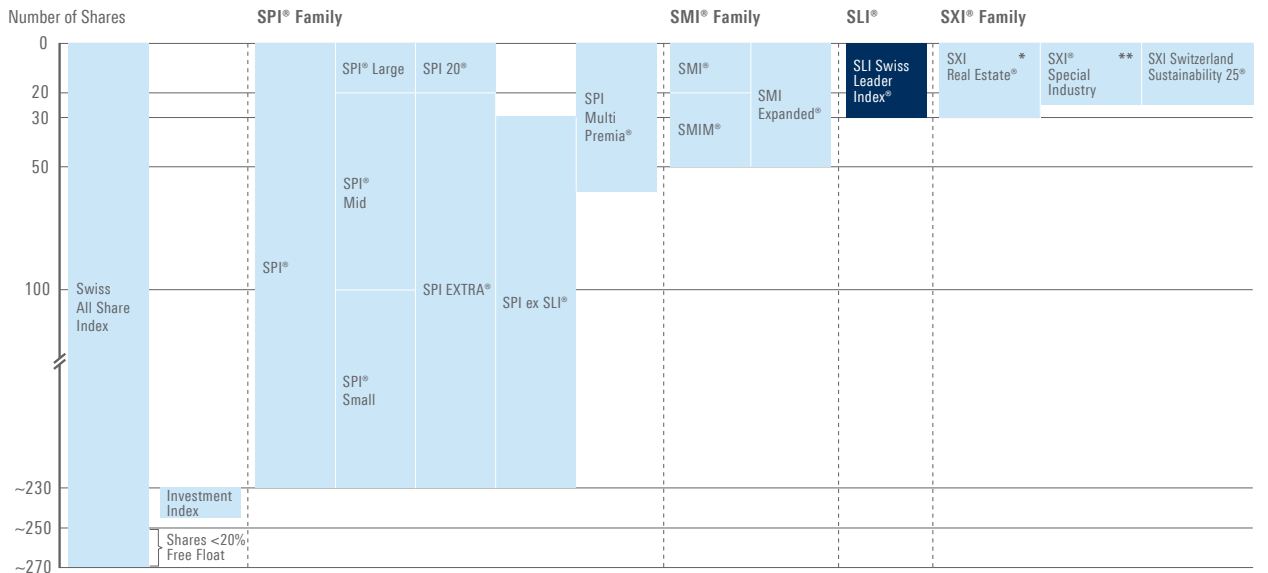 Number of Shares
SPI® Family
SMI® Family
SLI®
SXI® Family
0
20
30
50
100
~230
~250
~270
Swiss
All Share
Index
Investment
Index
Shares <20%
Free Float
SPI®
SPI® Large
SPI®
Mid
SPI®
Small
SPI 20®
SPI EXTRA®
SPI ex SLI®
SPI
Multi
Premia®
SMI®
SMIM®
SMI
Expanded®
SLI Swiss
Leader
Index®
SXI *
Real Estate®
SXI® **
Special
Industry
SXI Switzerland
Sustainability 25®